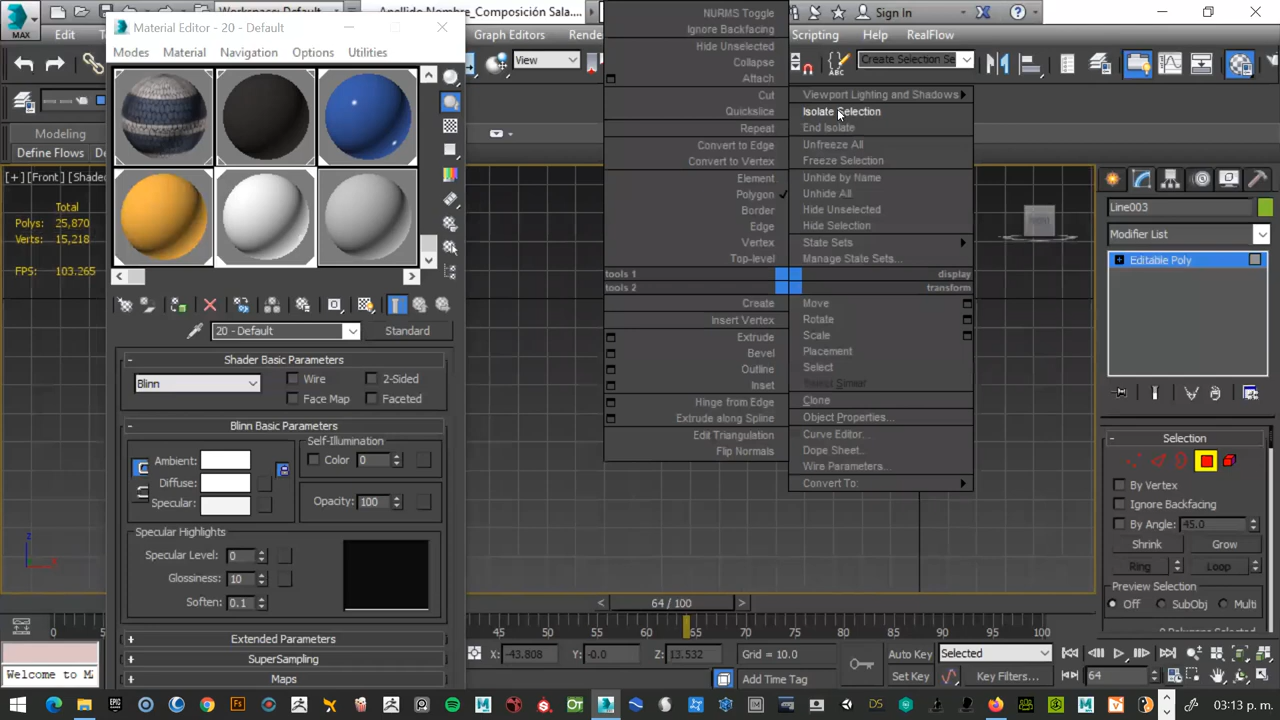 MAX
Material Editor - 20 - Default
Apellido Nombre_Composición Sala...
Sign In
Edit
Modes
Material
Navigation
Options
Utilities
Graph Editors
Scripting
Help
RealFlow
View
Create Selection Se
Modeling
Define Flows
[+] [Front] [Shade
Total
Polys: 25,870
Verts: 15,218
FPS: 103.265
20 - Default
Standard
Shader Basic Parameters
Blinn
Wire
2-Sided
Face Map
Faceted
Blinn Basic Parameters
Self-Illumination
Ambient:
Diffuse:
Specular:
Color
0
Opacity:
100
Specular Highlights
Specular Level:
0
Glossiness:
10
Soften:
0.1
Extended Parameters
SuperSampling
Maps
NURMS Toggle
Ignore Backfacing
Hide Unselected
Collapse
Attach
Cut
Quickslice
Repeat
Convert to Edge
Convert to Vertex
Element
Polygon
Border
Edge
Vertex
Top-level
tools 1
tools 2
Create
Insert Vertex
Extrude
Bevel
Outline
Inset
Hinge from Edge
Extrude along Spline
Edit Triangulation
Flip Normals
Viewport Lighting and Shadows
Isolate Selection
End Isolate
Unfreeze All
Freeze Selection
Unhide by Name
Unhide All
Hide Unselected
Hide Selection
State Sets
Manage State Sets...
display
transform
Move
Rotate
Scale
Placement
Select
Select Similar
Clone
Object Properties...
Curve Editor...
Dope Sheet...
Wire Parameters...
Convert To:
Line003
Modifier List
Editable Poly
Selection
By Vertex
Ignore Backfacing
By Angle:
45.0
Shrink
Grow
Ring
Loop
Preview Selection
Off
SubObj
Multi
z
x
64 / 100
0
5
45
50
55
60
65
70
75
80
85
90
95
100
Welcome to M
X:
-43.808
Y:
-0.0
Z:
13.532
Grid = 10.0
Add Time Tag
Auto Key
Selected
Set Key
Key Filters...
64
03:13 p.m.